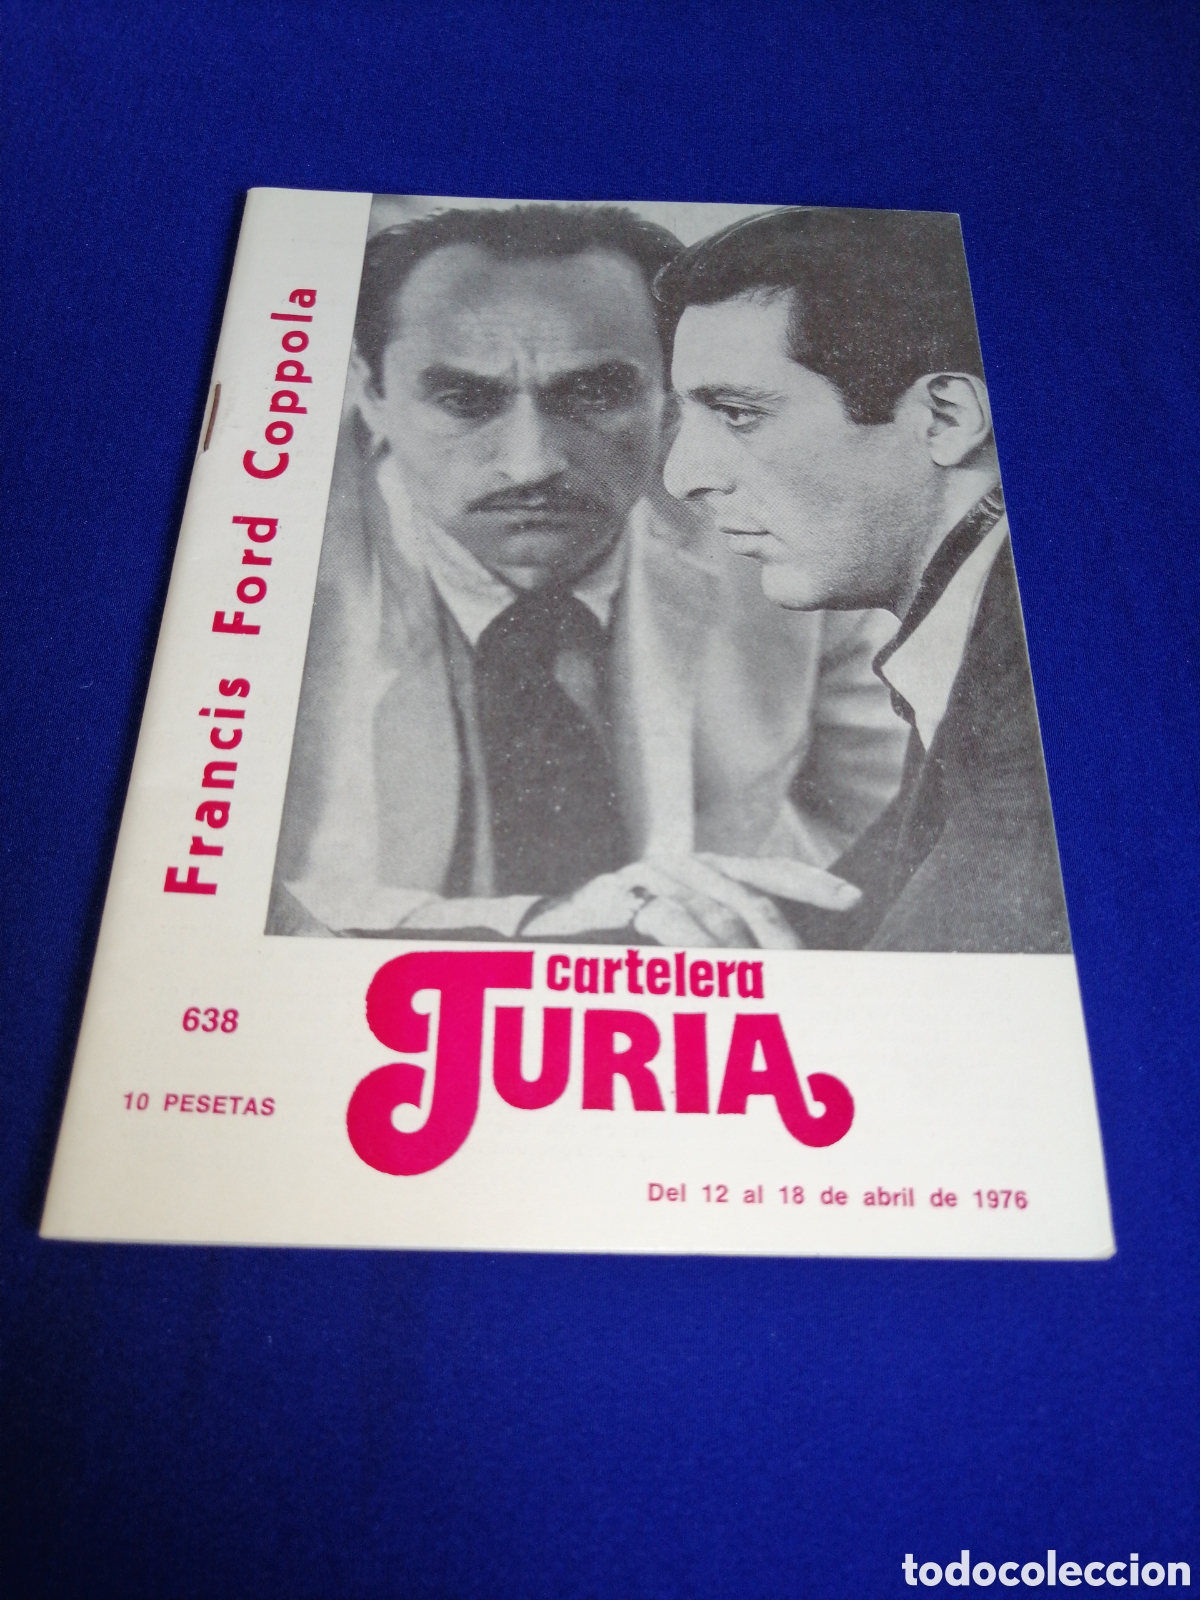 Francis Ford Coppola
cartelera
TURIA
638
10 PESETAS
Del 12 al 18 de abril de 1976
todocoleccion